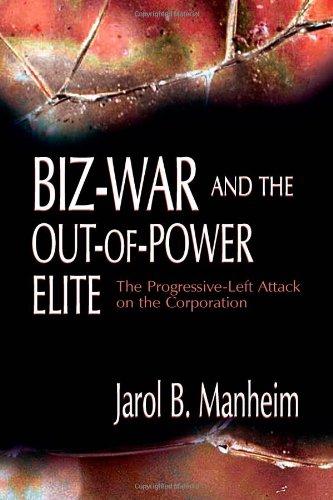 BIZ-WAR AND THE
OUT-OF-POWER
ELITE The Progressive-Left Attack
on the Corporation
Jarol B. Manheim